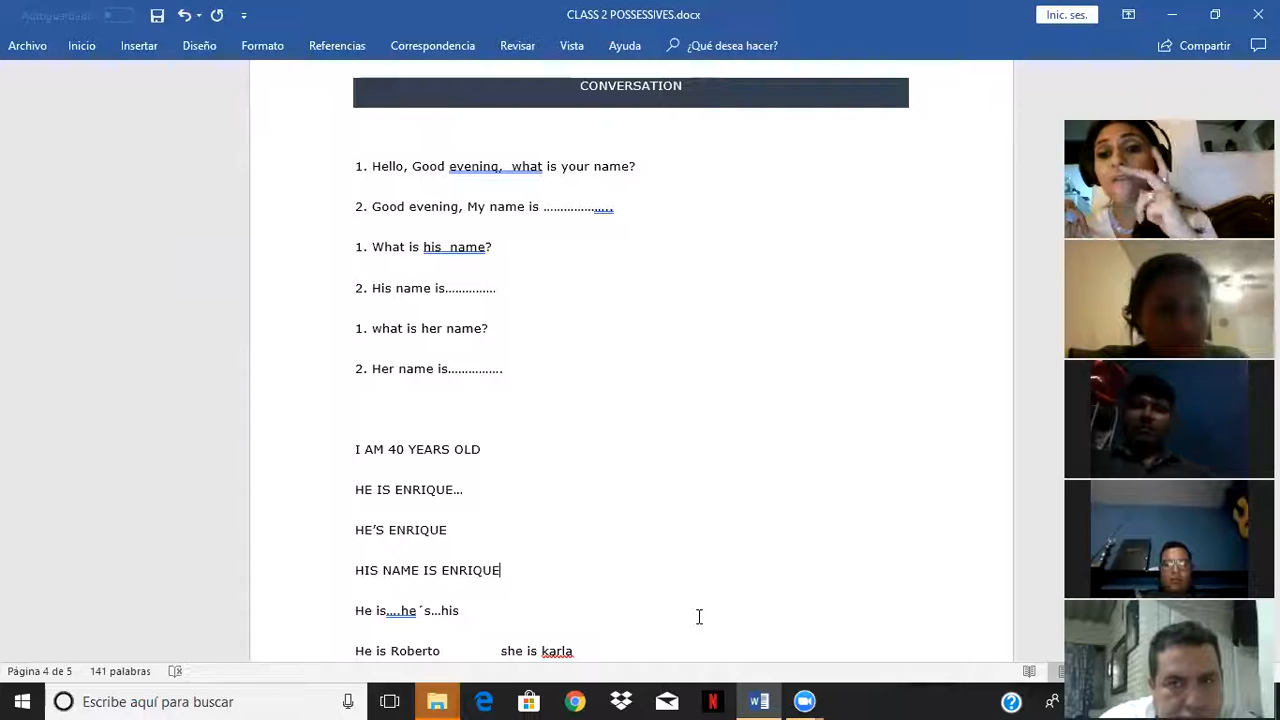 Autoguardado
CLASS 2 POSSESSIVES.docx
Inic. ses.
Archivo Inicio Insertar Diseño Formato Referencias Correspondencia Revisar Vista Ayuda ¿Qué desea hacer? Compartir
CONVERSATION
1. Hello, Good evening,  what is your name?
2. Good evening, My name is ………………..
1. What is his  name?
2. His name is……………
1. what is her name?
2. Her name is…………….
I AM 40 YEARS OLD
HE IS ENRIQUE…
HE’S ENRIQUE
HIS NAME IS ENRIQUE
He is….he´s…his
He is Roberto she is karla
Página 4 de 5 141 palabras
Escribe aquí para buscar